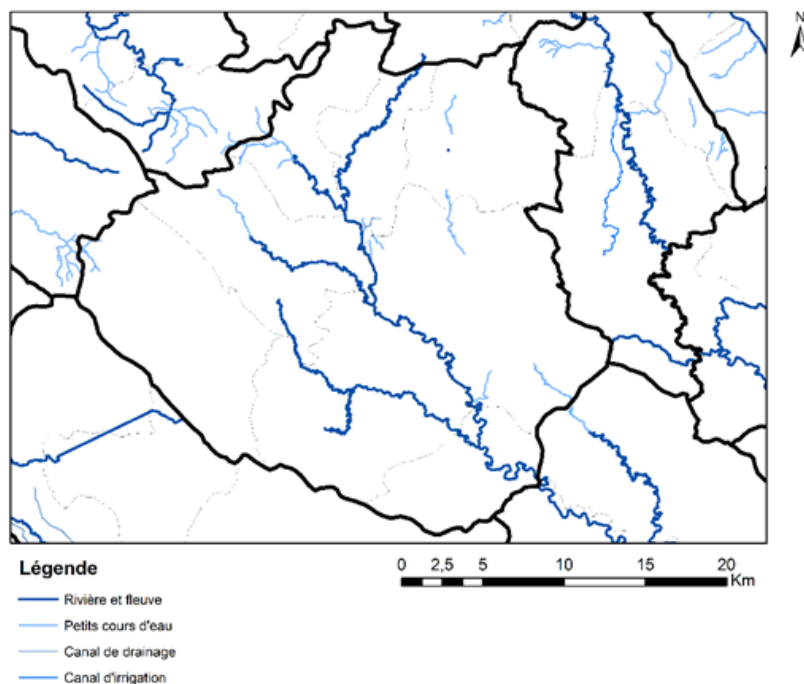 N
Légende
Rivière et fleuve
Petits cours d'eau
Canal de drainage
Canal d'irrigation
0 2,5 5 10 15 20
Km